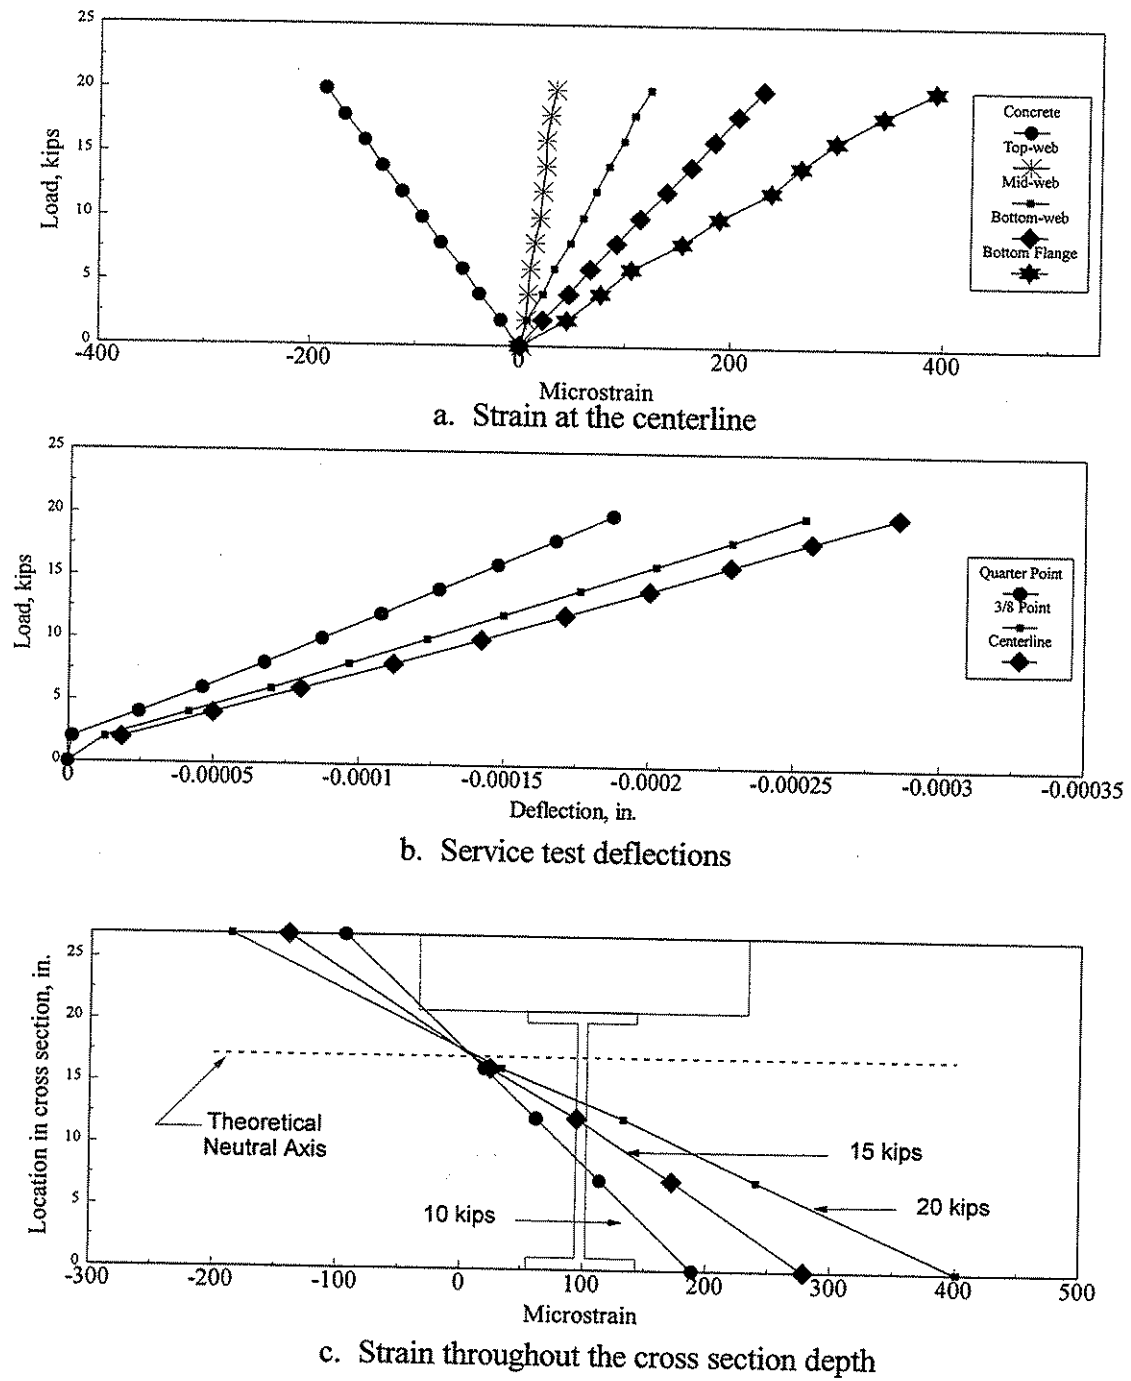 25
20
15
10
5
0
Load, kips
-400
-200
0
200
400
Microstrain
Concrete
Top-web
Mid-web
Bottom-web
Bottom Flange
a. Strain at the centerline
25
20
15
10
5
0
Load, kips
0
-0.00005
-0.0001
-0.00015
-0.0002
-0.00025
-0.0003
-0.00035
Deflection, in.
Quarter Point
3/8 Point
Centerline
b. Service test deflections
25
20
15
10
5
0
Location in cross section, in.
Theoretical
Neutral Axis
15 kips
10 kips
20 kips
-300
-200
-100
0
100
200
300
400
500
Microstrain
c. Strain throughout the cross section depth